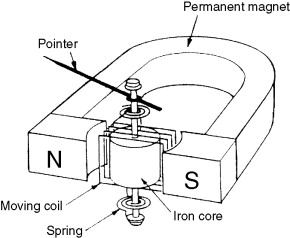 Permanent magnet
Pointer
N
S
Moving coil
Iron core
Spring